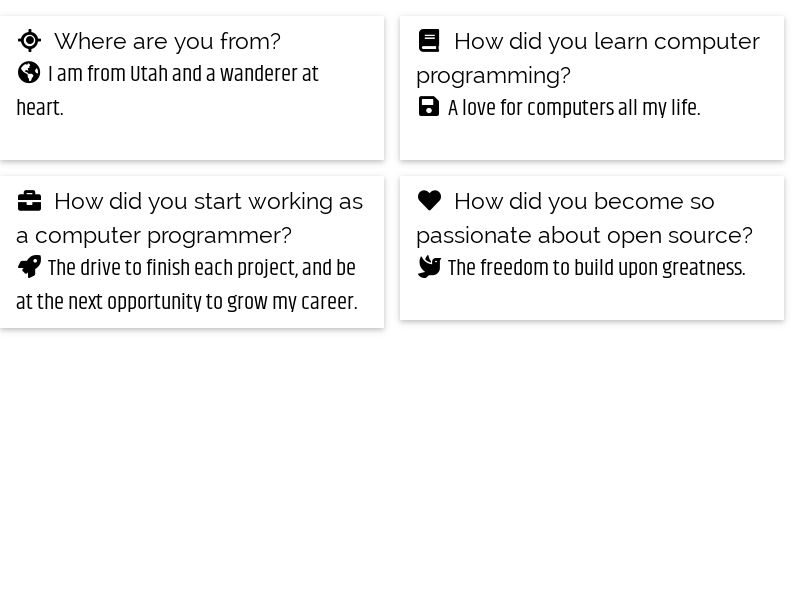 Where are you from?
I am from Utah and a wanderer at
heart.
How did you learn computer
programming?
A love for computers all my life.
How did you start working as
a computer programmer?
The drive to finish each project, and be
at the next opportunity to grow my career.
How did you become so
passionate about open source?
The freedom to build upon greatness.